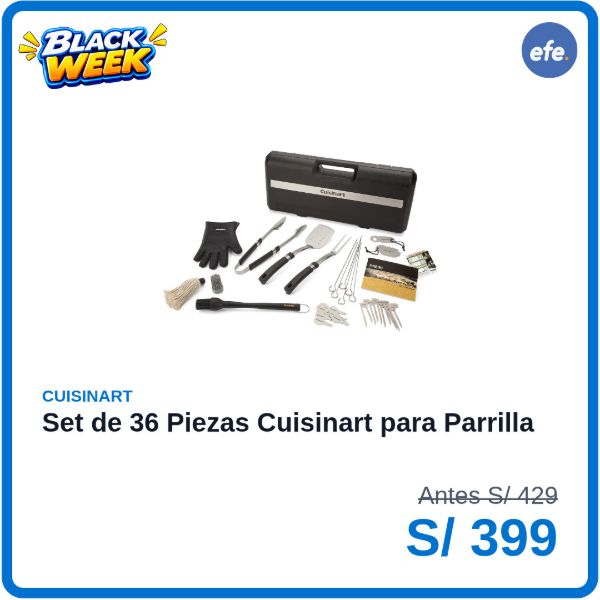 BLACK
WEEK
efe.
Cuisinart
CUISINART
Set de 36 Piezas Cuisinart para Parrilla
Antes S/ 429
S/ 399